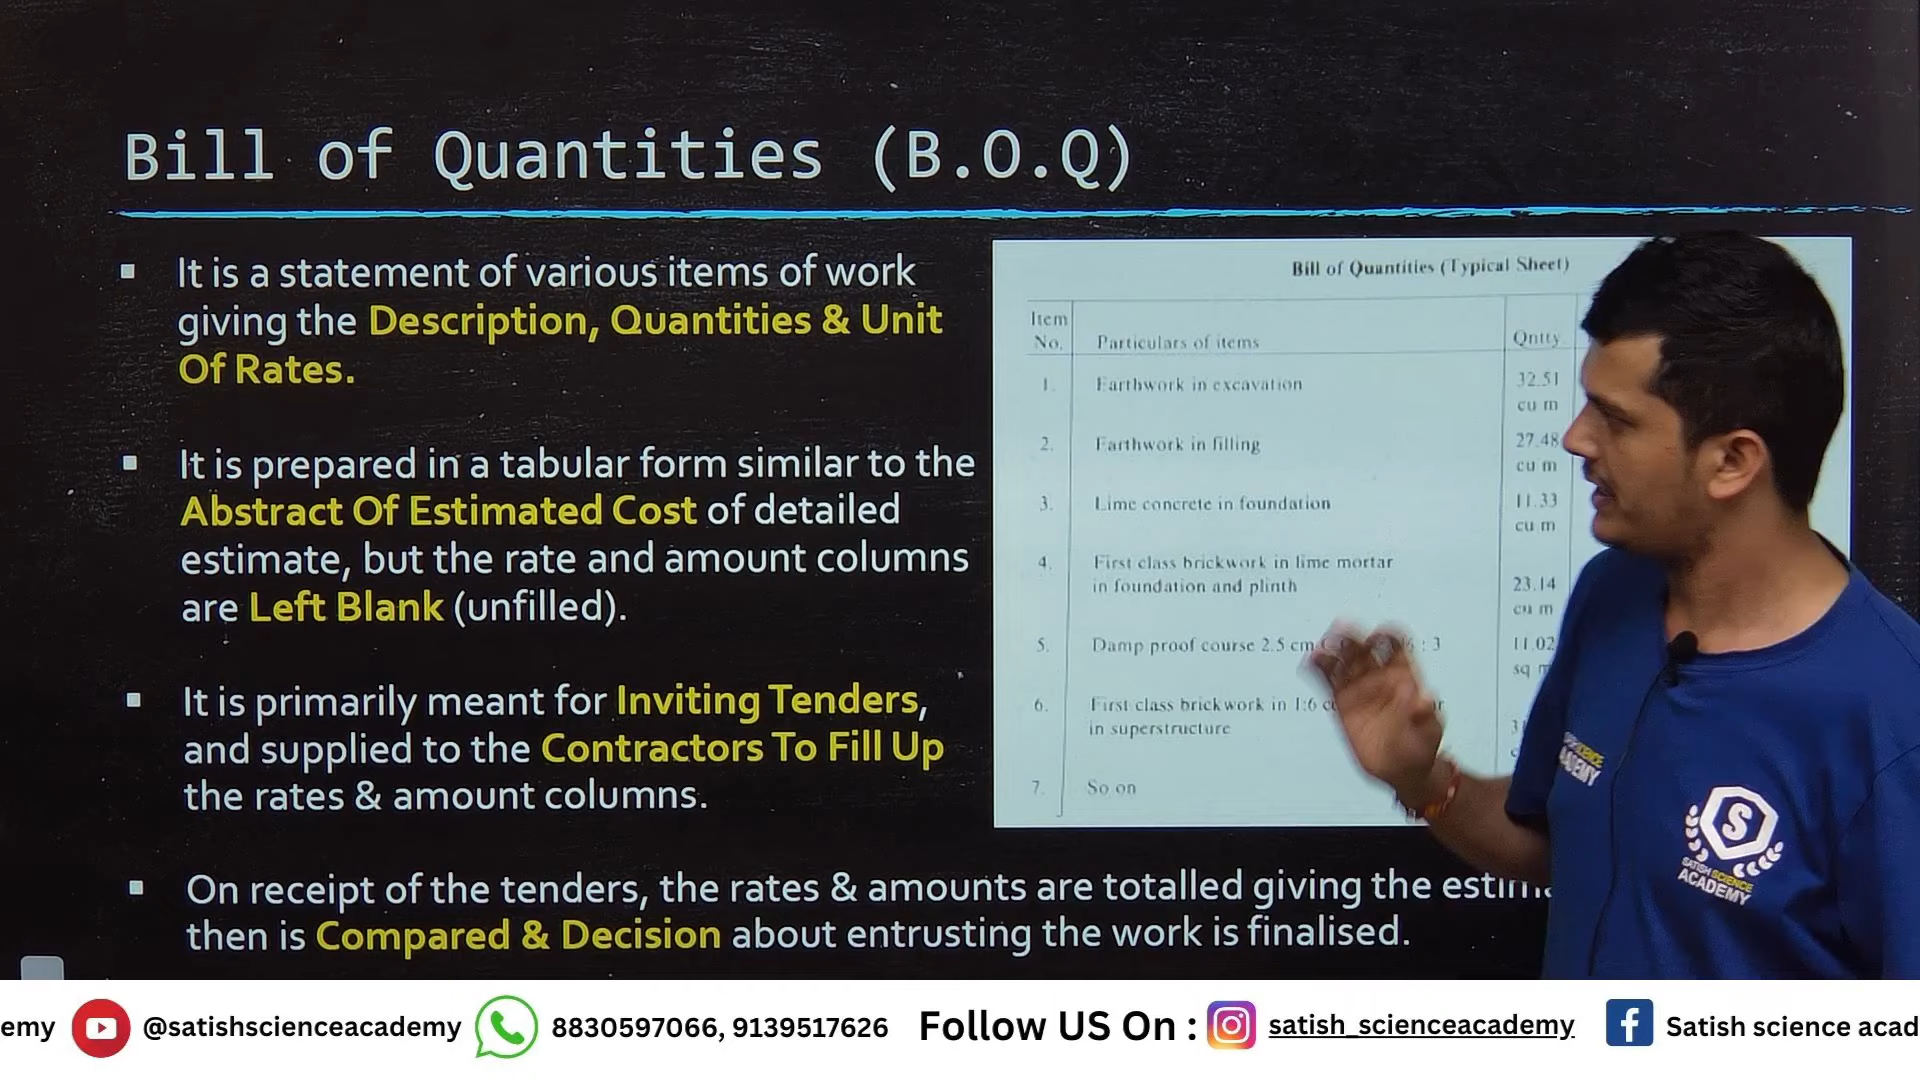 Bill of Quantities (B.O.Q)
It is a statement of various items of work
giving the Description, Quantities & Unit
Of Rates.
It is prepared in a tabular form similar to the
Abstract Of Estimated Cost of detailed
estimate, but the rate and amount columns
are Left Blank (unfilled).
It is primarily meant for Inviting Tenders,
and supplied to the Contractors To Fill Up
the rates & amount columns.
On receipt of the tenders, the rates & amounts are totalled giving the
then is Compared & Decision about entrusting the work is finalised.
Bill of Quantities (Typical Sheet)
Item
No. Particulars of items Qntty
1. Earthwork in excavation 32.51
cu m
2. Earthwork in filling 27.48
cu m
3. Lime concrete in foundation 11.33
cu m
4. First class brickwork in lime mortar
in foundation and plinth 23.14
cu m
5. Damp proof course 2.5 cm : 3 11.02
sq
6. First class brickwork in 1:6
in superstructure
7. So on
ACADEMY
S
SATISH SCIENCE
ACADEMY
emy @satishscienceacademy 8830597066, 9139517626 Follow US On : satish_scienceacademy Satish science acad